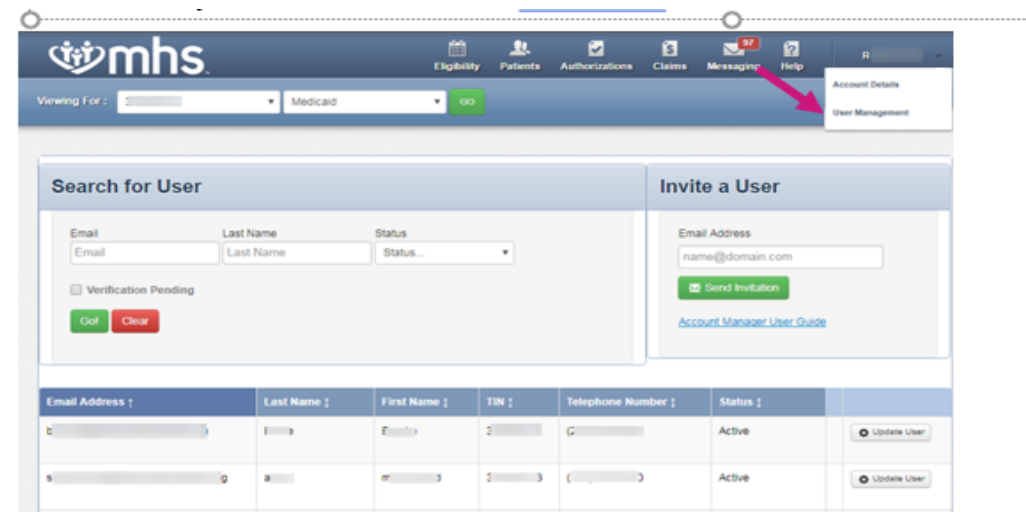 mhs
Eligibility Patients Authorizations Claims Messaging 97 Help R
Account Details
User Management
Viewing For : Medicaid GO
Search for User
Invite a User
Email Last Name Status
Email Last Name Status...
Verification Pending
Go! Clear
Email Address
name@domain.com
Send Invitation
Account Manager User Guide
Email Address ↑ Last Name ↕ First Name ↕ TIN ↕ Telephone Number ↕ Status ↕
Active Update User
s g a m 3 3 ( ) Active Update User